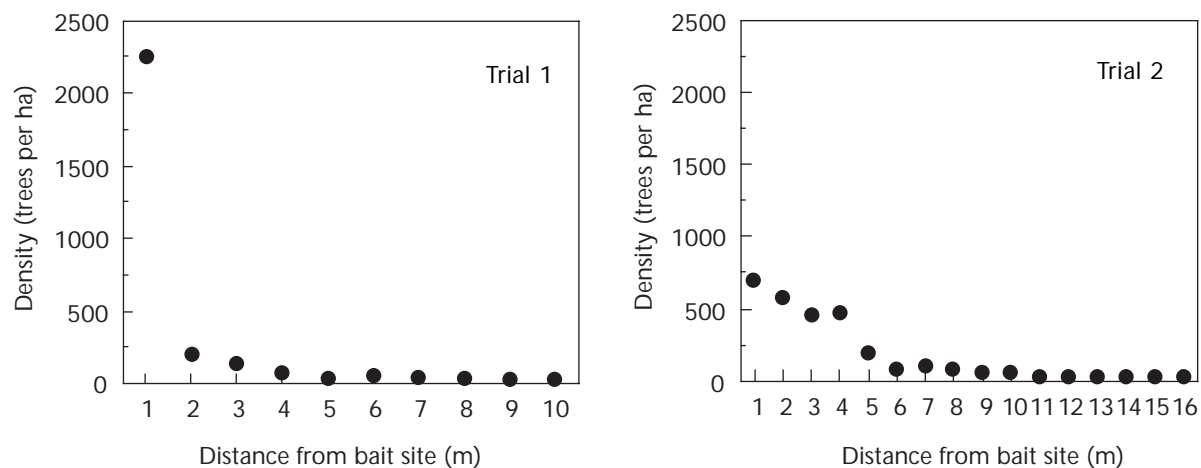 2500
2000
1500
1000
500
0
Density (trees per ha)
Trial 1
1 2 3 4 5 6 7 8 9 10
Distance from bait site (m)
2500
2000
1500
1000
500
0
Density (trees per ha)
Trial 2
1 2 3 4 5 6 7 8 9 10 11 12 13 14 15 16
Distance from bait site (m)